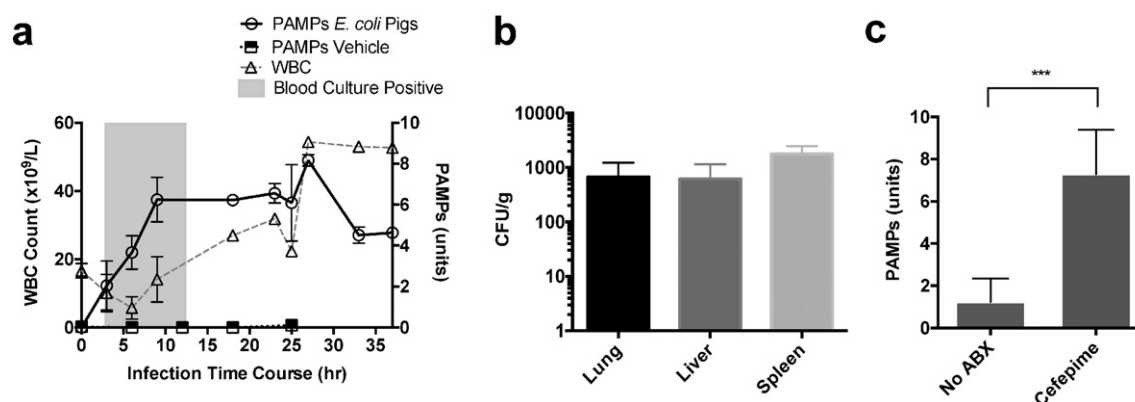 a
PAMPs E. coli Pigs
PAMPs Vehicle
WBC
Blood Culture Positive
WBC Count (x10⁹/L)
60
40
20
0
10
8
6
4
2
0
PAMPs (units)
0 5 10 15 20 25 30 35
Infection Time Course (hr)
b
CFU/g
10000
1000
100
10
1
Lung Liver Spleen
c
***
PAMPs (units)
10
8
6
4
2
0
No ABX Cefepime